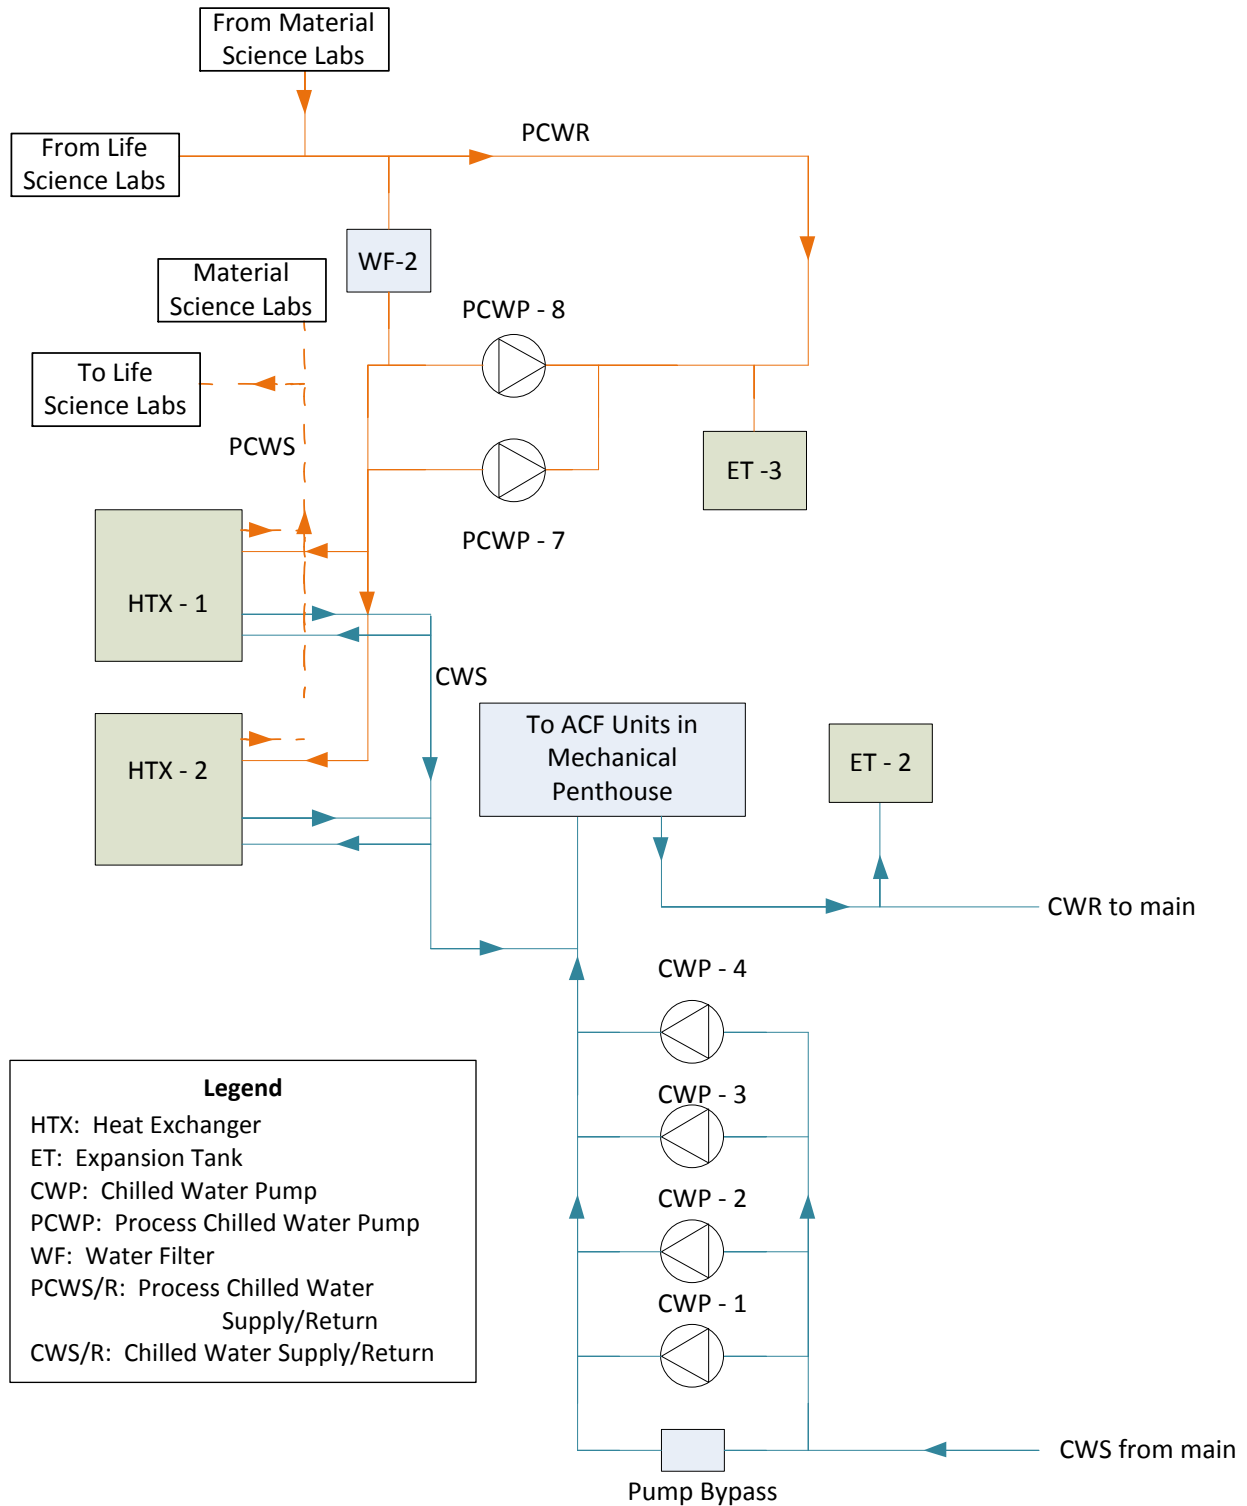 From Material
Science Labs
PCWR
From Life
Science Labs
WF-2
Material
Science Labs
PCWP - 8
To Life
Science Labs
PCWS
ET -3
PCWP - 7
HTX - 1
CWS
To ACF Units in
Mechanical
Penthouse
HTX - 2
ET - 2
CWR to main
CWP - 4
CWP - 3
CWP - 2
CWP - 1
Legend
HTX:  Heat Exchanger
ET:  Expansion Tank
CWP:  Chilled Water Pump
PCWP:  Process Chilled Water Pump
WF:  Water Filter
PCWS/R:  Process Chilled Water
Supply/Return
CWS/R:  Chilled Water Supply/Return
CWS from main
Pump Bypass